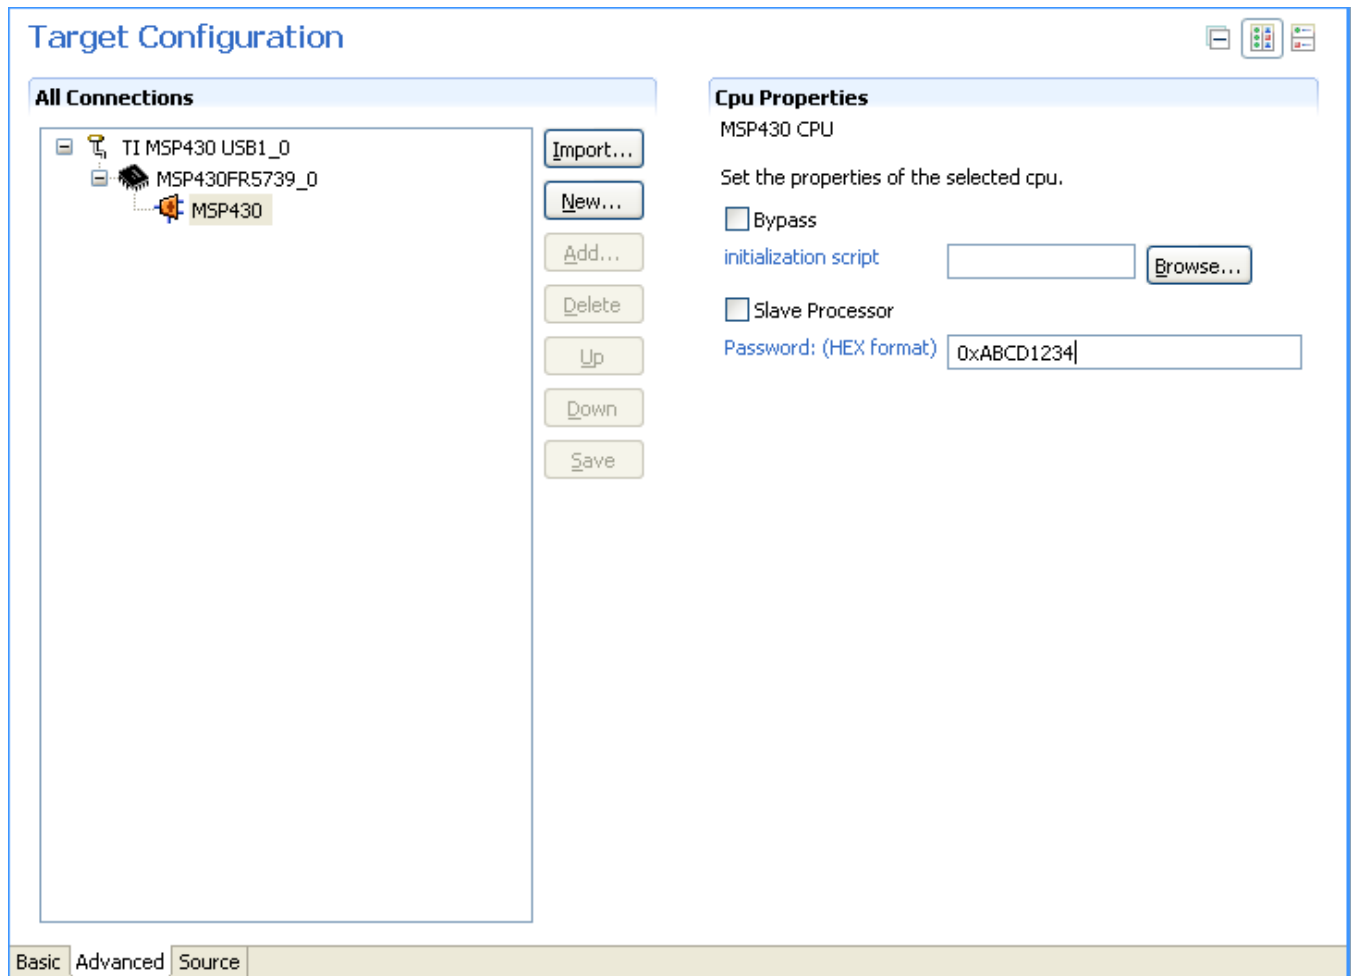 Target Configuration
All Connections
TI MSP430 USB1_0
MSP430FR5739_0
MSP430
Import...
New...
Add...
Delete
Up
Down
Save
Cpu Properties
MSP430 CPU
Set the properties of the selected cpu.
Bypass
initialization script
Browse...
Slave Processor
Password: (HEX format)
0xABCD1234
Basic Advanced Source